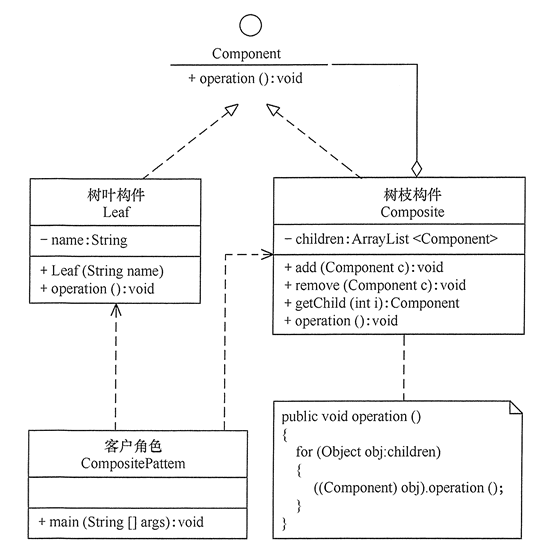 Component
+ operation ():void
树叶构件
Leaf
− name:String
+ Leaf (String name)
+ operation ():void
树枝构件
Composite
− children:ArrayList <Component>
+ add (Component c):void
+ remove (Component c):void
+ getChild (int i):Component
+ operation ():void
客户角色
CompositePattem
+ main (String [] args):void
public void operation ()
{
for (Object obj:children)
{
((Component) obj).operation ();
}
}